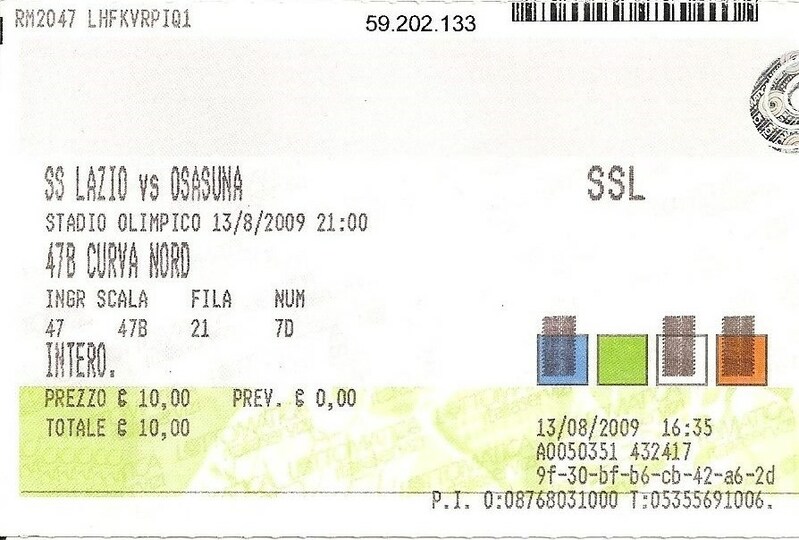 RM2047 LHFKVRPIQ1
59.202.133
SS LAZIO vs OSASUNA
SSL
STADIO OLIMPICO 13/8/2009 21:00
47B CURVA NORD
INGR SCALA FILA NUM
47 47B 21 7D
INTERO.
PREZZO € 10,00 PREV. € 0,00
TOTALE € 10,00
13/08/2009 16:35
A0050351 432417
9f-30-bf-b6-cb-42-a6-2d
P.I. O:08768031000 T:05355691006.